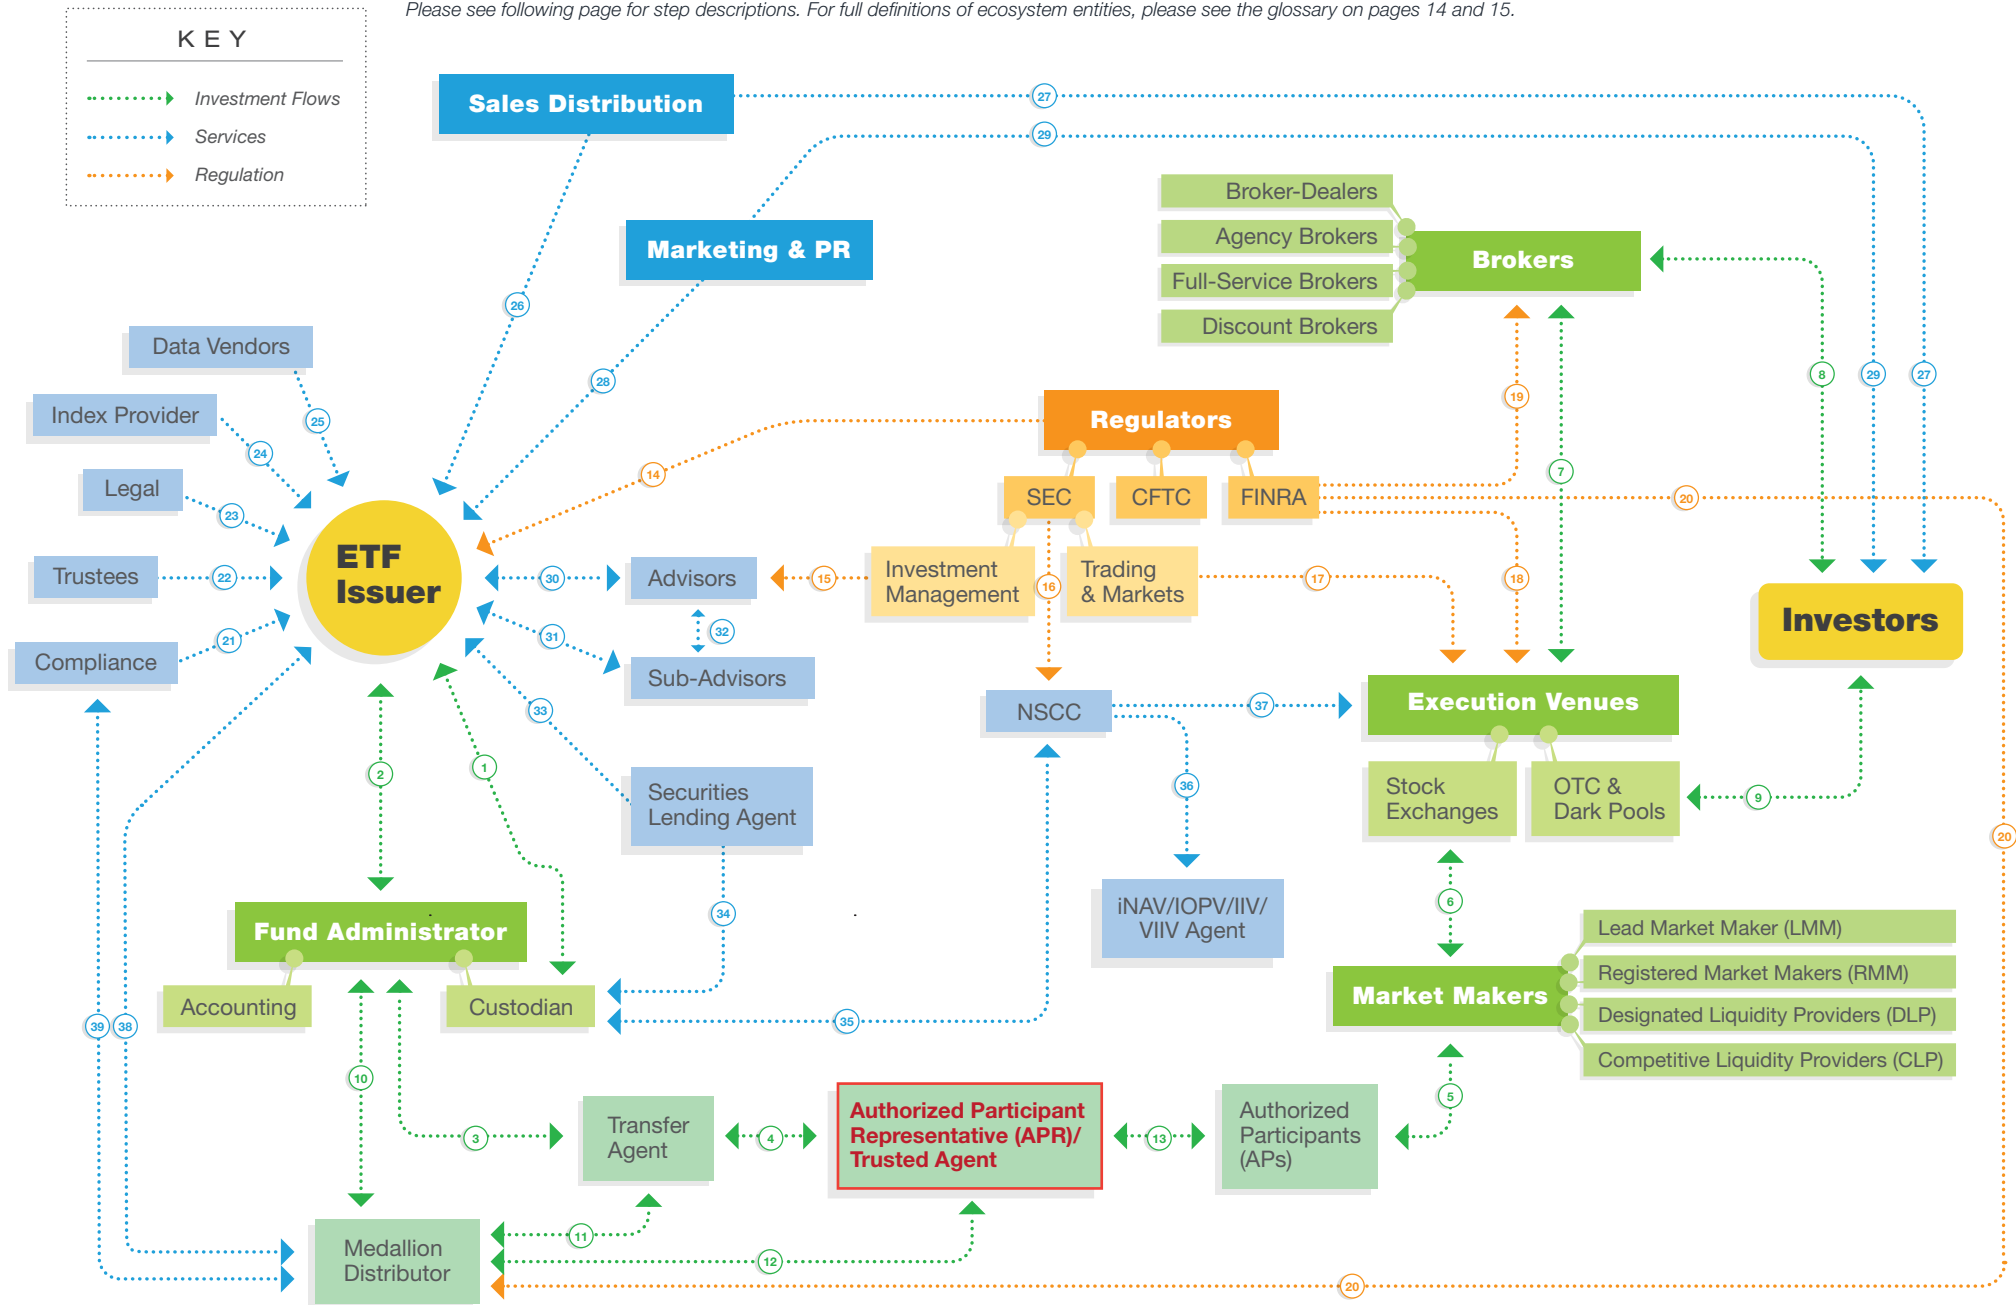 Please see following page for step descriptions. For full definitions of ecosystem entities, please see the glossary on pages 14 and 15.
KEY
Investment Flows
Services
Regulation
Sales Distribution
27
29
Marketing & PR
Broker-Dealers
Agency Brokers
Full-Service Brokers
Discount Brokers
Brokers
26
28
Data Vendors
25
Index Provider
24
Legal
23
Trustees
22
Compliance
21
ETF
Issuer
14
Regulators
SEC
CFTC
FINRA
19
7
8
29
27
20
30
Advisors
15
Investment
Management
16
Trading
& Markets
17
18
Investors
31
32
Sub-Advisors
33
NSCC
37
Execution Venues
2
1
Securities
Lending Agent
36
Stock
Exchanges
OTC &
Dark Pools
9
20
34
iNAV/IOPV/IIV/
VIIV Agent
6
Fund Administrator
Accounting
Custodian
Market Makers
Lead Market Maker (LMM)
Registered Market Makers (RMM)
Designated Liquidity Providers (DLP)
Competitive Liquidity Providers (CLP)
39
38
35
10
5
3
Transfer
Agent
4
Authorized Participant
Representative (APR)/
Trusted Agent
13
Authorized
Participants
(APs)
11
12
Medallion
Distributor
20